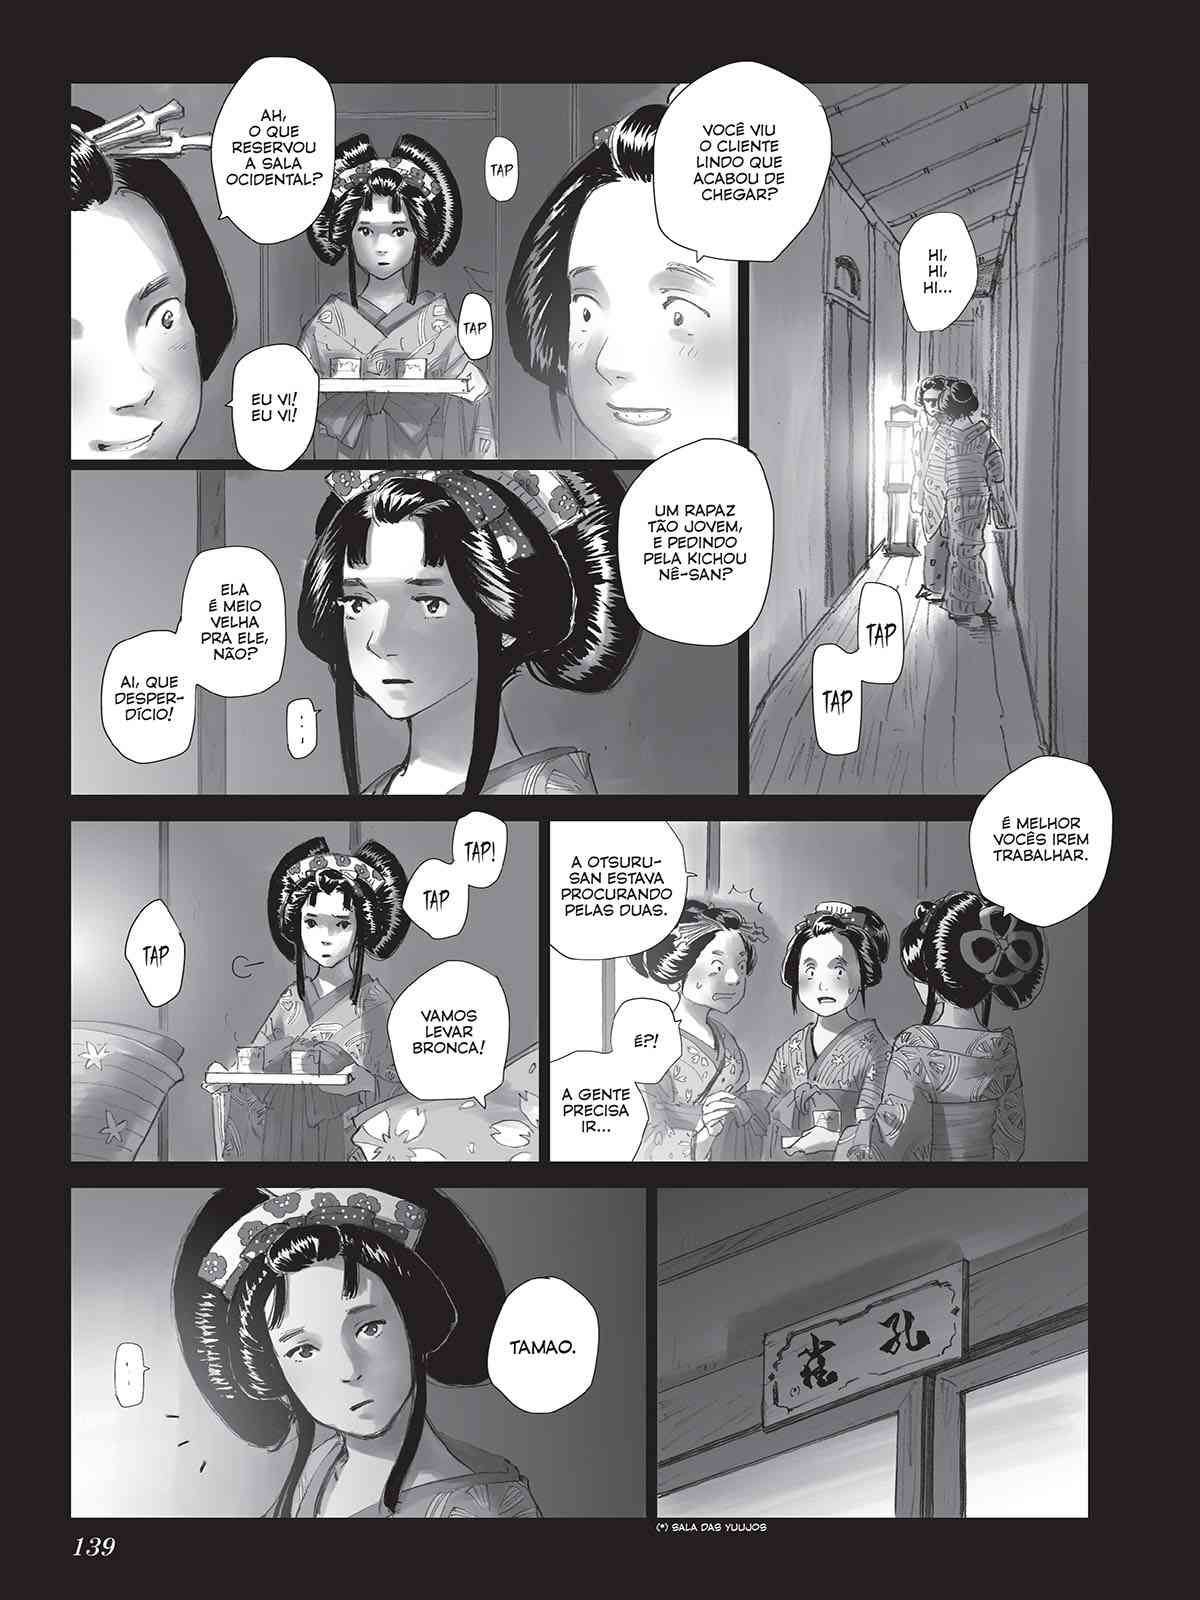 HI,
HI,
HI...
TAP
TAP
VOCÊ VIU
O CLIENTE
LINDO QUE
ACABOU DE
CHEGAR?
TAP
TAP
AH,
O QUE
RESERVOU
A SALA
OCIDENTAL?
EU VI!
EU VI!
UM RAPAZ
TÃO JOVEM,
E PEDINDO
PELA KICHOU
NÊ-SAN?
ELA
É MEIO
VELHA
PRA ELE,
NÃO?
AI, QUE
DESPER-
DÍCIO!
...
É MELHOR
VOCÊS IREM
TRABALHAR.
A OTSURU-
SAN ESTAVA
PROCURANDO
PELAS DUAS.
É?!
A GENTE
PRECISA
IR...
TAP!
TAP
VAMOS
LEVAR
BRONCA!
TAP
孔雀
(*)
(*) SALA DAS YUUJOS
TAMAO.
...
139